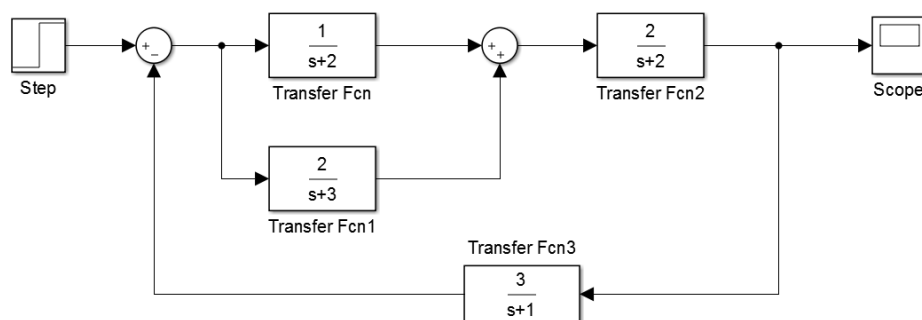 Step
+
−
1
s+2
Transfer Fcn
+
+
2
s+2
Transfer Fcn2
Scope
2
s+3
Transfer Fcn1
Transfer Fcn3
3
s+1